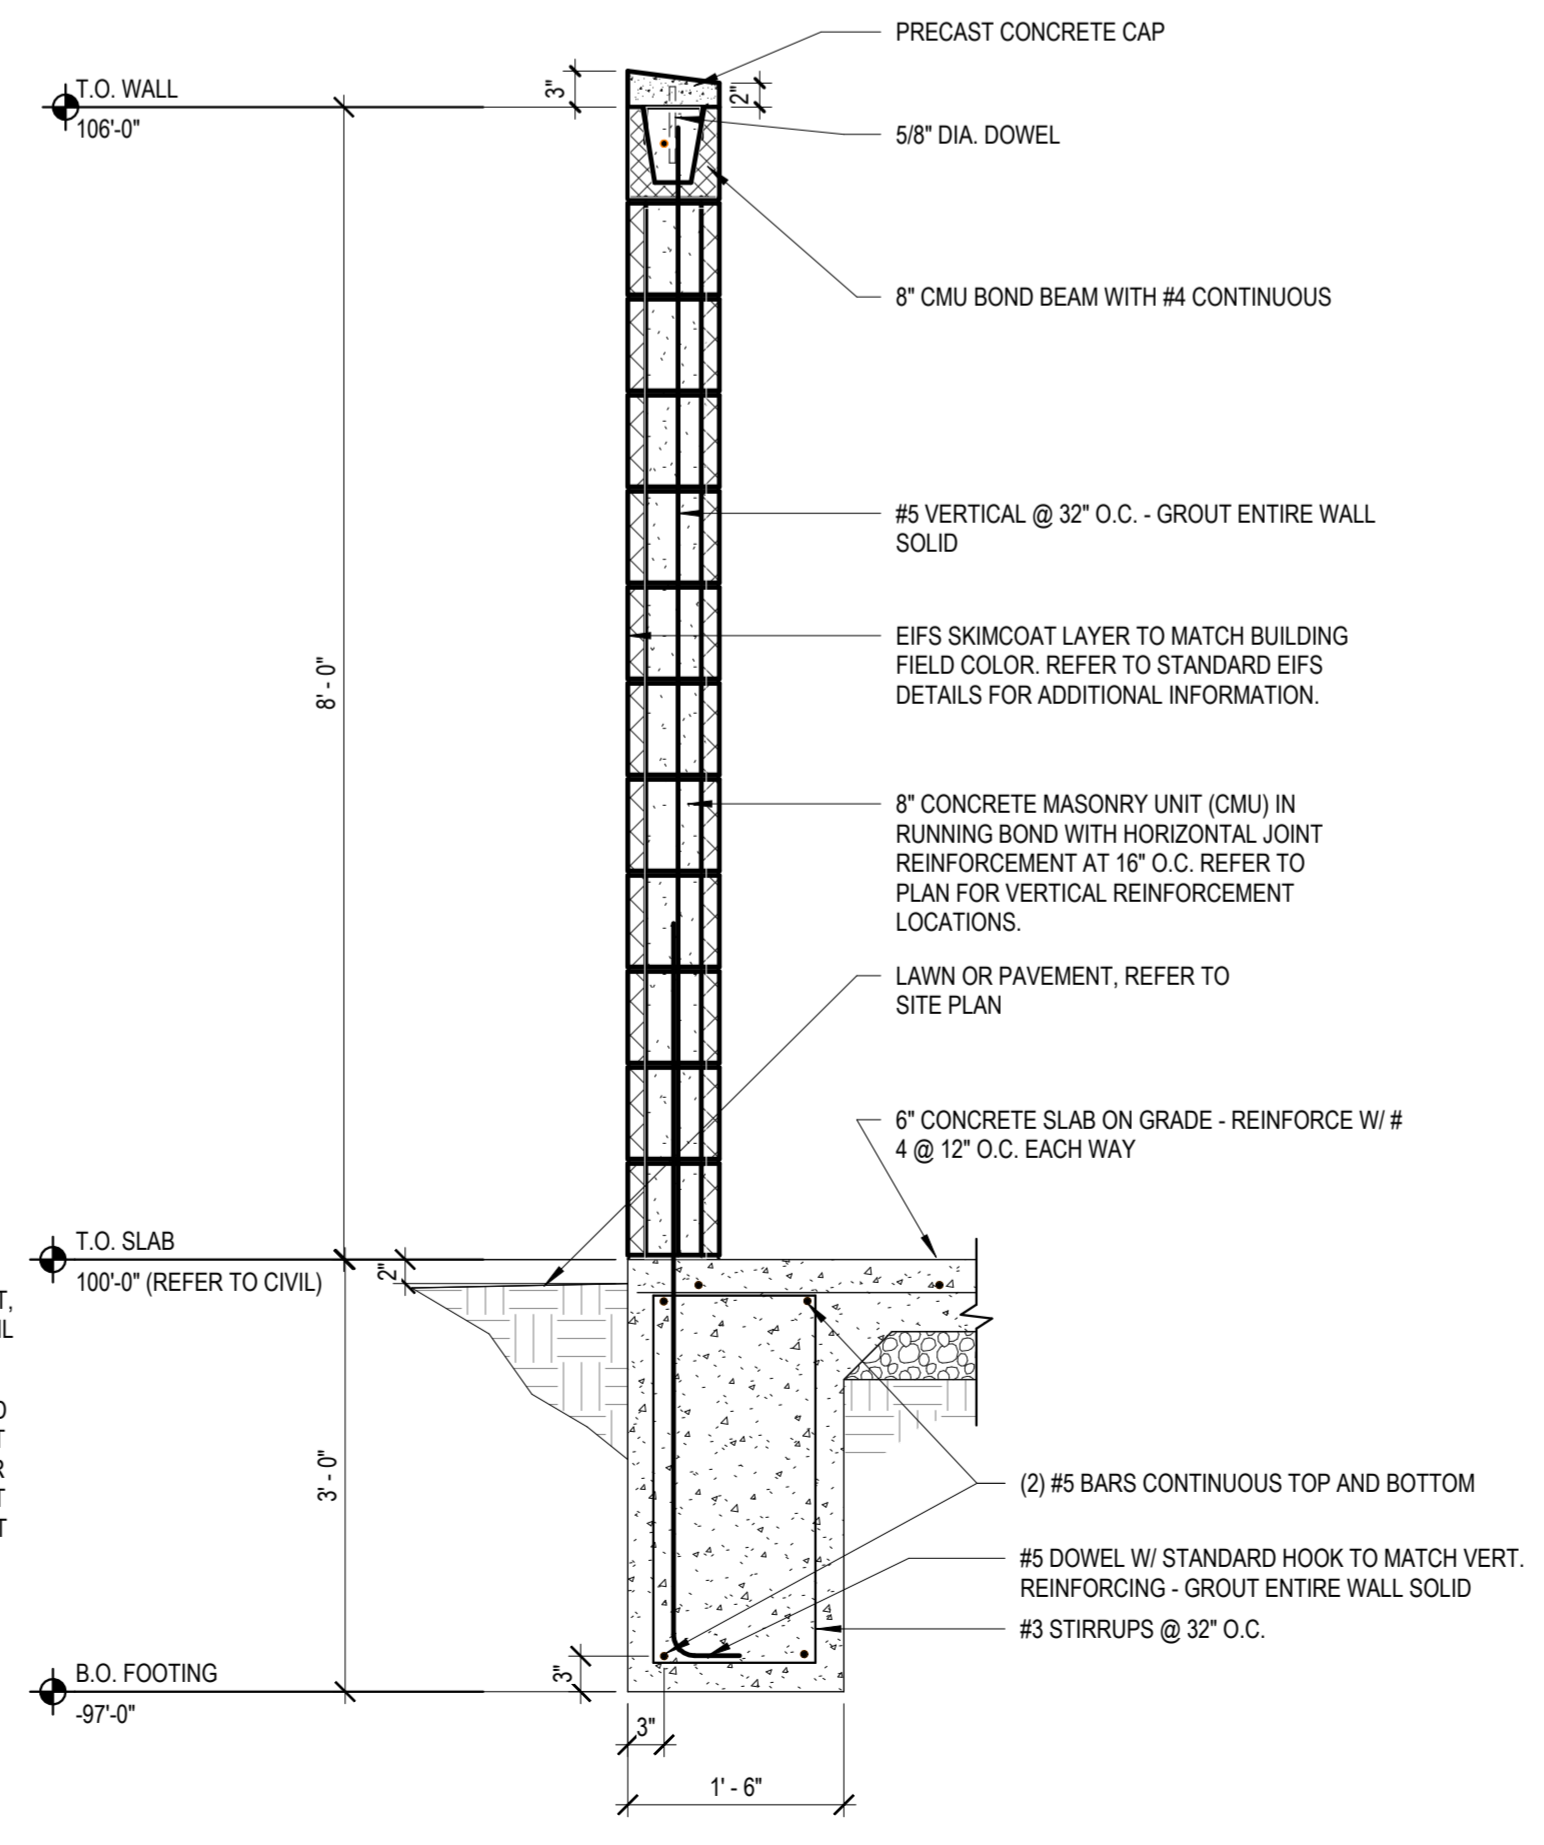 PRECAST CONCRETE CAP
3"
2"
T.O. WALL
106'-0"
5/8" DIA. DOWEL
8" CMU BOND BEAM WITH #4 CONTINUOUS
#5 VERTICAL @ 32" O.C. - GROUT ENTIRE WALL
SOLID
EIFS SKIMCOAT LAYER TO MATCH BUILDING
FIELD COLOR. REFER TO STANDARD EIFS
DETAILS FOR ADDITIONAL INFORMATION.
8' - 0"
8" CONCRETE MASONRY UNIT (CMU) IN
RUNNING BOND WITH HORIZONTAL JOINT
REINFORCEMENT AT 16" O.C. REFER TO
PLAN FOR VERTICAL REINFORCEMENT
LOCATIONS.
LAWN OR PAVEMENT, REFER TO
SITE PLAN
6" CONCRETE SLAB ON GRADE - REINFORCE W/ #
4 @ 12" O.C. EACH WAY
T.O. SLAB
100'-0" (REFER TO CIVIL)
2"
3' - 0"
(2) #5 BARS CONTINUOUS TOP AND BOTTOM
#5 DOWEL W/ STANDARD HOOK TO MATCH VERT.
REINFORCING - GROUT ENTIRE WALL SOLID
#3 STIRRUPS @ 32" O.C.
B.O. FOOTING
-97'-0"
3"
3"
1' - 6"